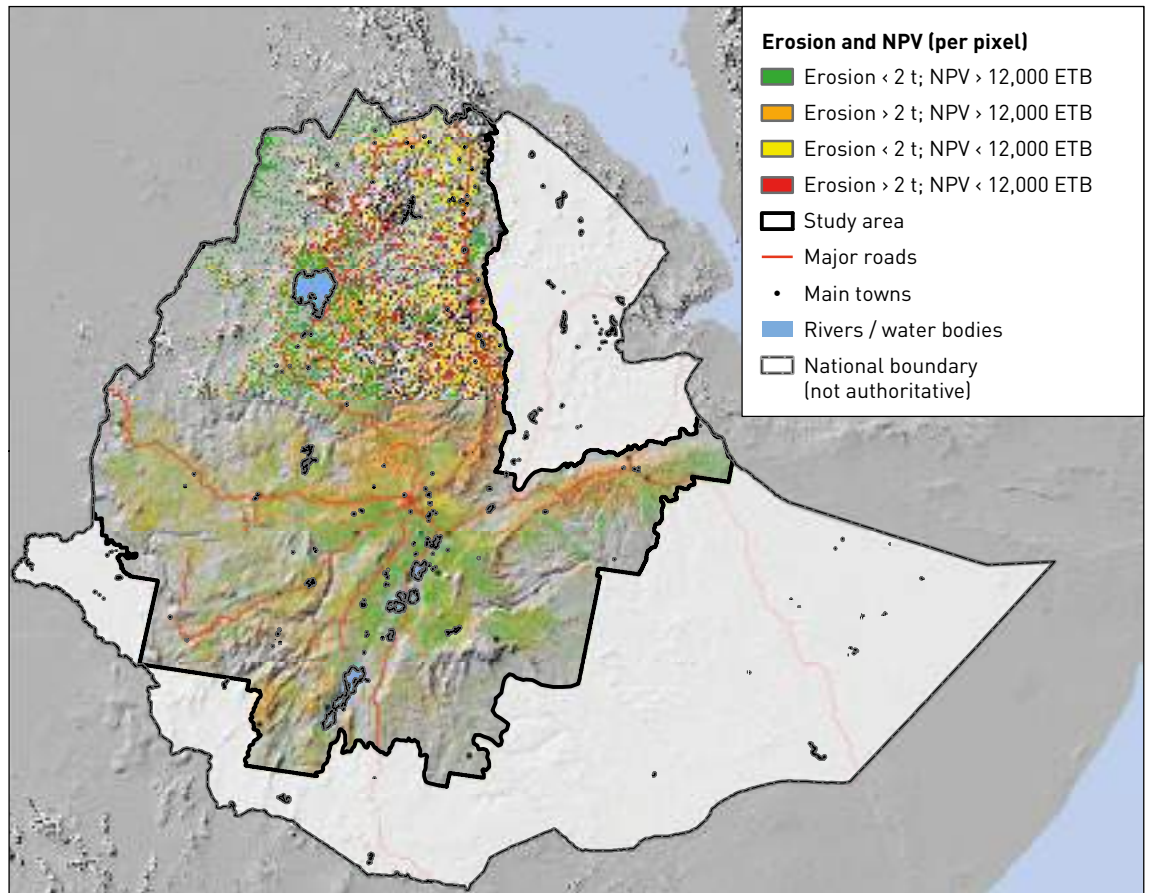 Erosion and NPV (per pixel)
Erosion ‹ 2 t; NPV › 12,000 ETB
Erosion › 2 t; NPV › 12,000 ETB
Erosion ‹ 2 t; NPV ‹ 12,000 ETB
Erosion › 2 t; NPV ‹ 12,000 ETB
Study area
Major roads
Main towns
Rivers / water bodies
National boundary
(not authoritative)